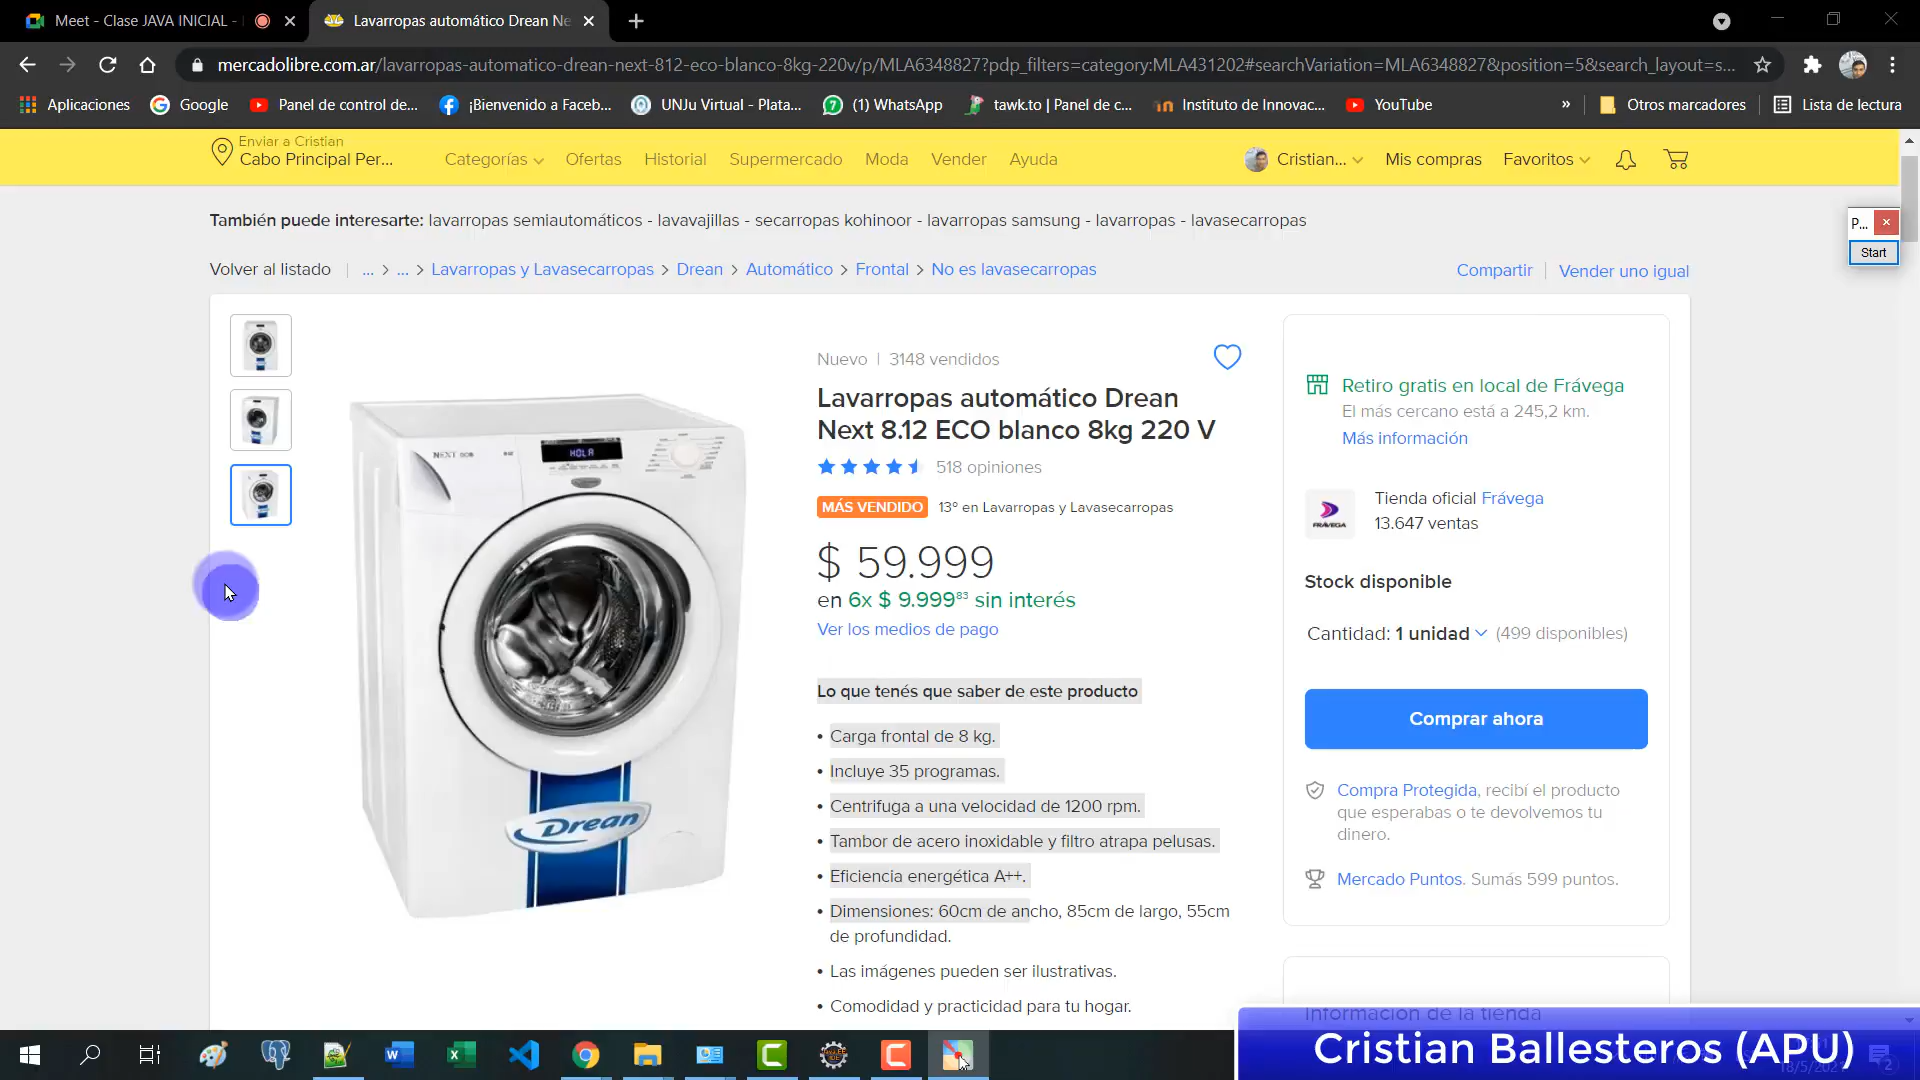 Meet - Clase JAVA INICIAL -
Lavarropas automático Drean Ne
mercadolibre.com.ar/lavarropas-automatico-drean-next-812-eco-blanco-8kg-220v/p/MLA6348827?pdp_filters=category:MLA431202#searchVariation=MLA6348827&position=5&search_layout=s...
Aplicaciones
Google
Panel de control de...
¡Bienvenido a Faceb...
UNJu Virtual - Plata...
(1) WhatsApp
tawk.to | Panel de c...
Instituto de Innovac...
YouTube
»
Otros marcadores
Lista de lectura
Enviar a Cristian
Cabo Principal Per...
Categorías
Ofertas
Historial
Supermercado
Moda
Vender
Ayuda
Cristian...
Mis compras
Favoritos
También puede interesarte: lavarropas semiautomáticos - lavavajillas - secarropas kohinoor - lavarropas samsung - lavarropas - lavasecarropas
P...
Start
Volver al listado | ... > ... > Lavarropas y Lavasecarropas > Drean > Automático > Frontal > No es lavasecarropas
Compartir | Vender uno igual
Nuevo | 3148 vendidos
Lavarropas automático Drean
Next 8.12 ECO blanco 8kg 220 V
518 opiniones
MÁS VENDIDO 13º en Lavarropas y Lavasecarropas
$ 59.999
en 6x $ 9.999⁸³ sin interés
Ver los medios de pago
Lo que tenés que saber de este producto
• Carga frontal de 8 kg.
• Incluye 35 programas.
• Centrifuga a una velocidad de 1200 rpm.
• Tambor de acero inoxidable y filtro atrapa pelusas.
• Eficiencia energética A++.
• Dimensiones: 60cm de ancho, 85cm de largo, 55cm
de profundidad.
• Las imágenes pueden ser ilustrativas.
• Comodidad y practicidad para tu hogar.
NEXT
HOLA
Drean
Retiro gratis en local de Frávega
El más cercano está a 245,2 km.
Más información
FRAVEGA
Tienda oficial Frávega
13.647 ventas
Stock disponible
Cantidad: 1 unidad (499 disponibles)
Comprar ahora
Compra Protegida, recibí el producto
que esperabas o te devolvemos tu
dinero.
Mercado Puntos. Sumás 599 puntos.
Información de la tienda
Cristian Ballesteros (APU)